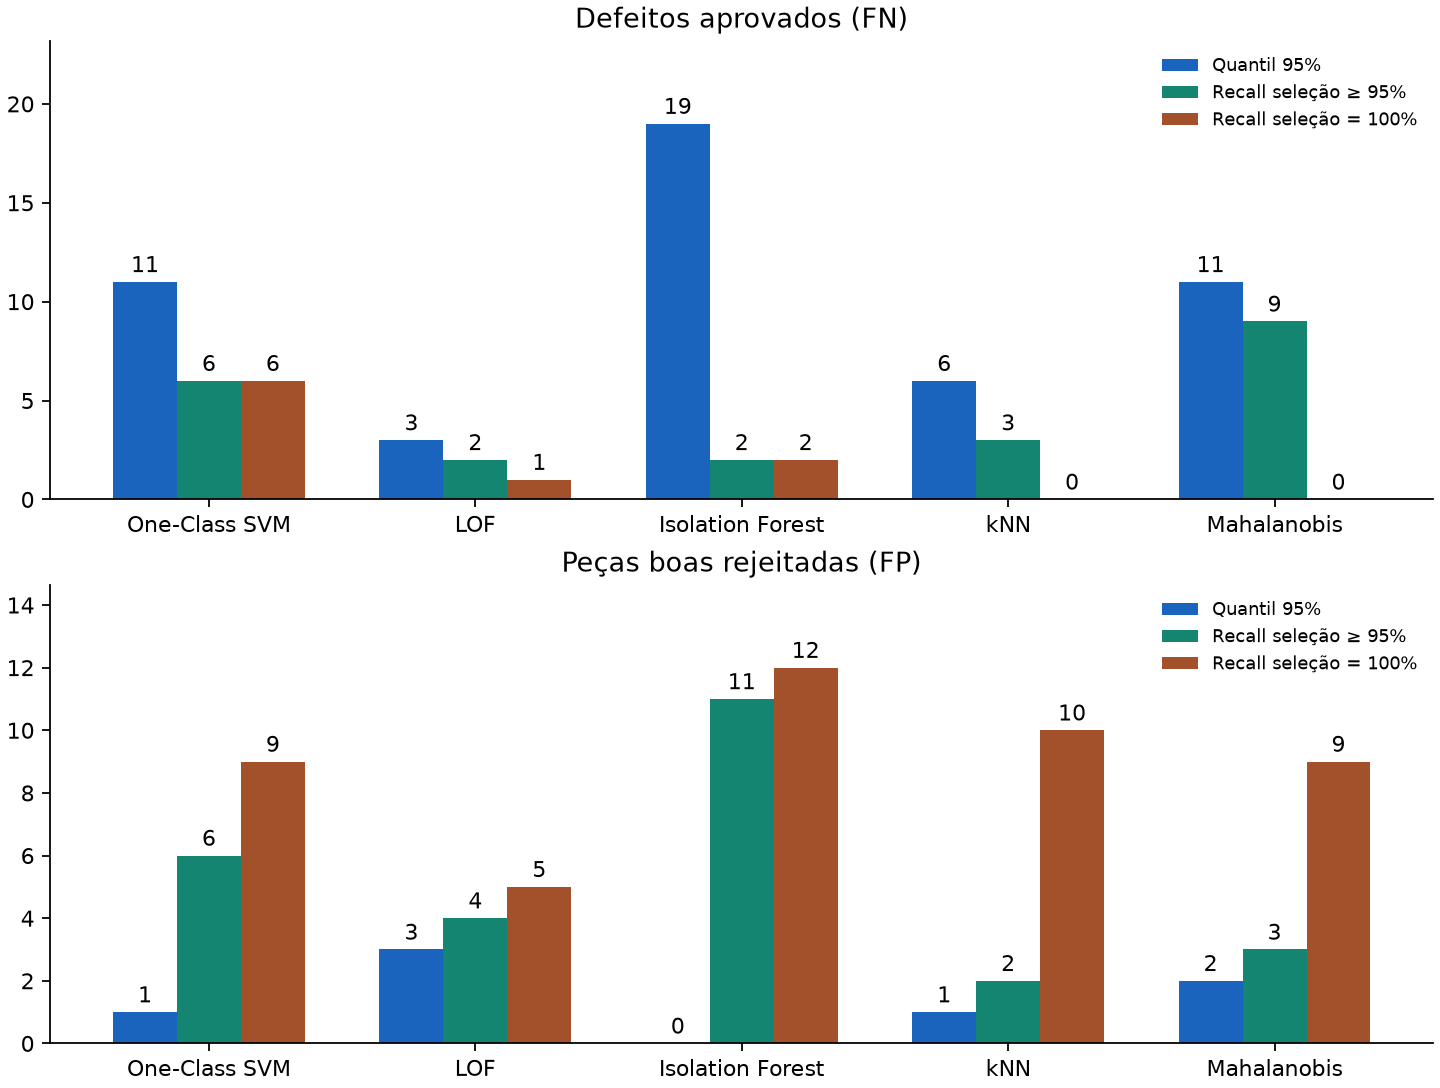 Defeitos aprovados (FN)
Quantil 95%
Recall seleção ≥ 95%
Recall seleção = 100%
20
15
10
5
0
11
6
6
3
2
1
19
2
2
6
3
0
11
9
0
One-Class SVM
LOF
Isolation Forest
kNN
Mahalanobis
Peças boas rejeitadas (FP)
Quantil 95%
Recall seleção ≥ 95%
Recall seleção = 100%
14
12
10
8
6
4
2
0
1
6
9
3
4
5
0
11
12
1
2
10
2
3
9
One-Class SVM
LOF
Isolation Forest
kNN
Mahalanobis